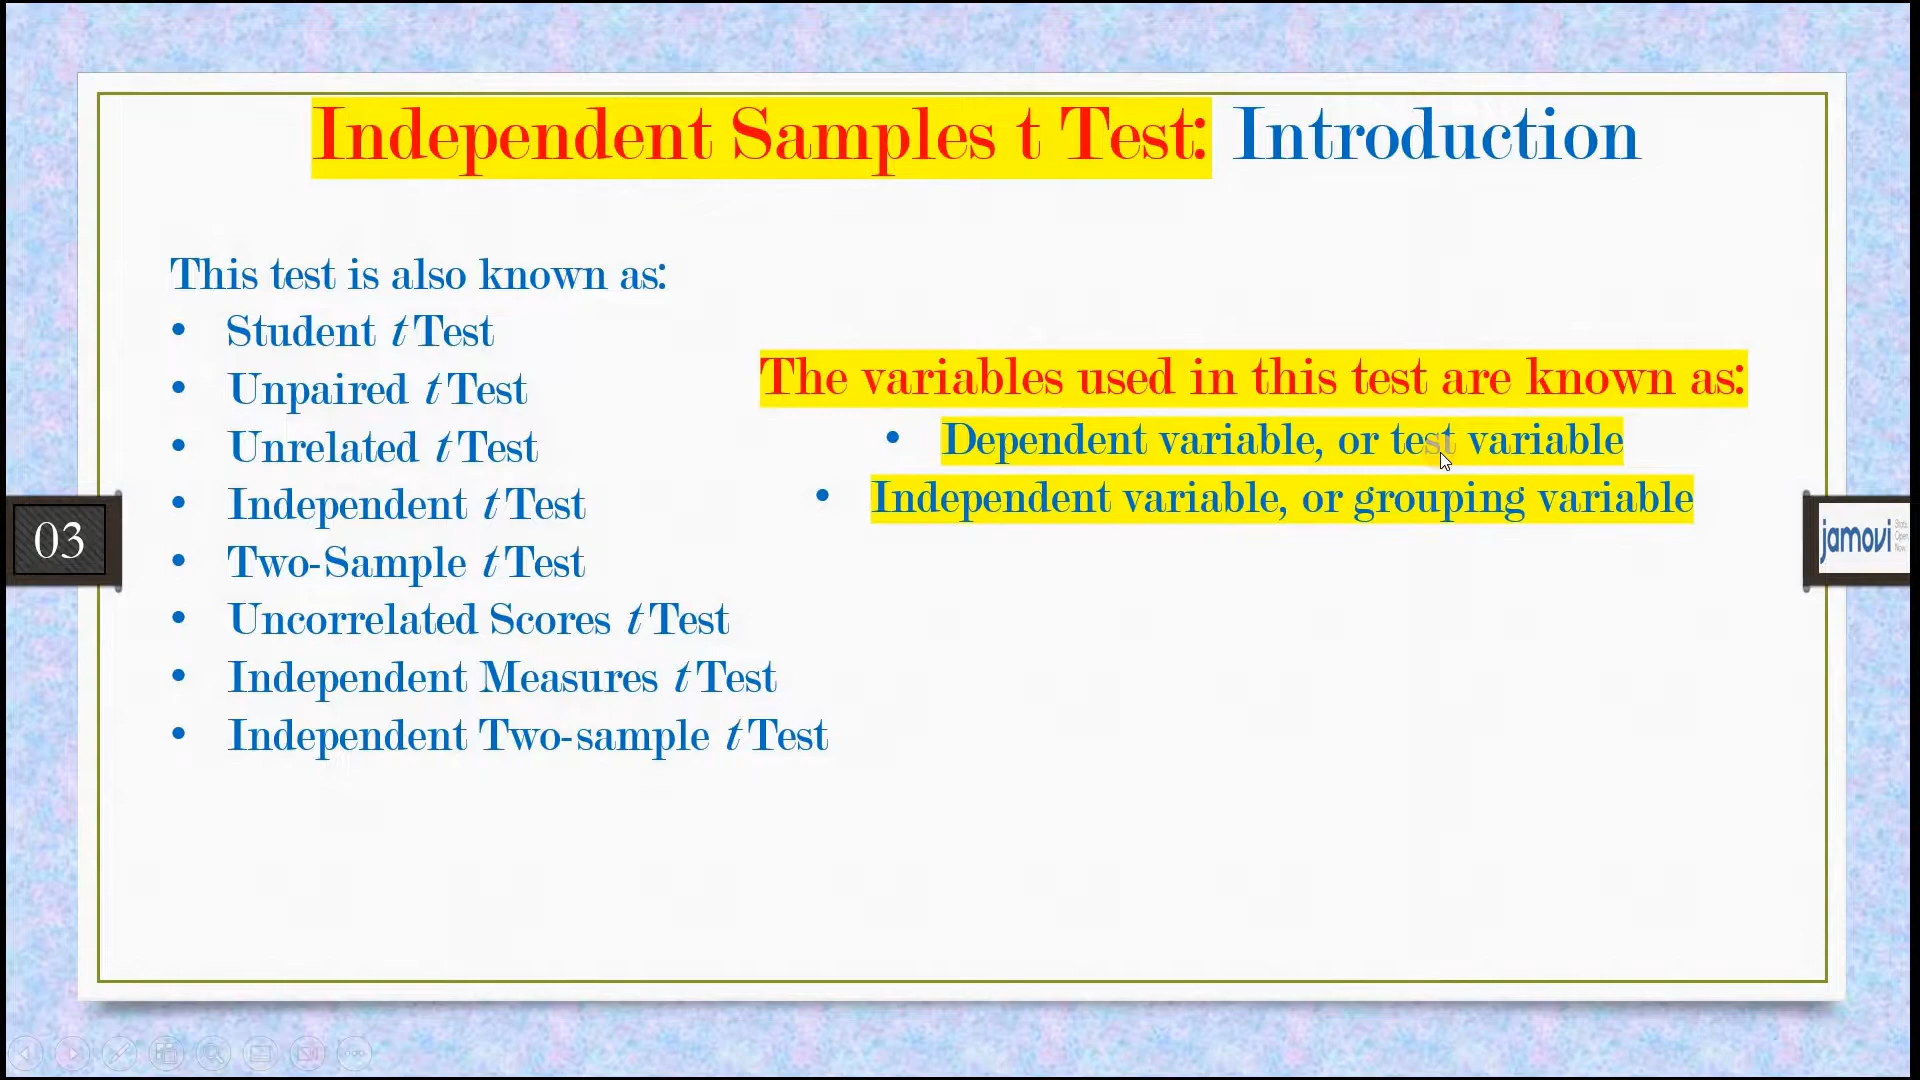 Independent Samples t Test: Introduction
This test is also known as:
• Student t Test
• Unpaired t Test
• Unrelated t Test
• Independent t Test
• Two-Sample t Test
• Uncorrelated Scores t Test
• Independent Measures t Test
• Independent Two-sample t Test
The variables used in this test are known as:
• Dependent variable, or test variable
• Independent variable, or grouping variable
03
jamovi